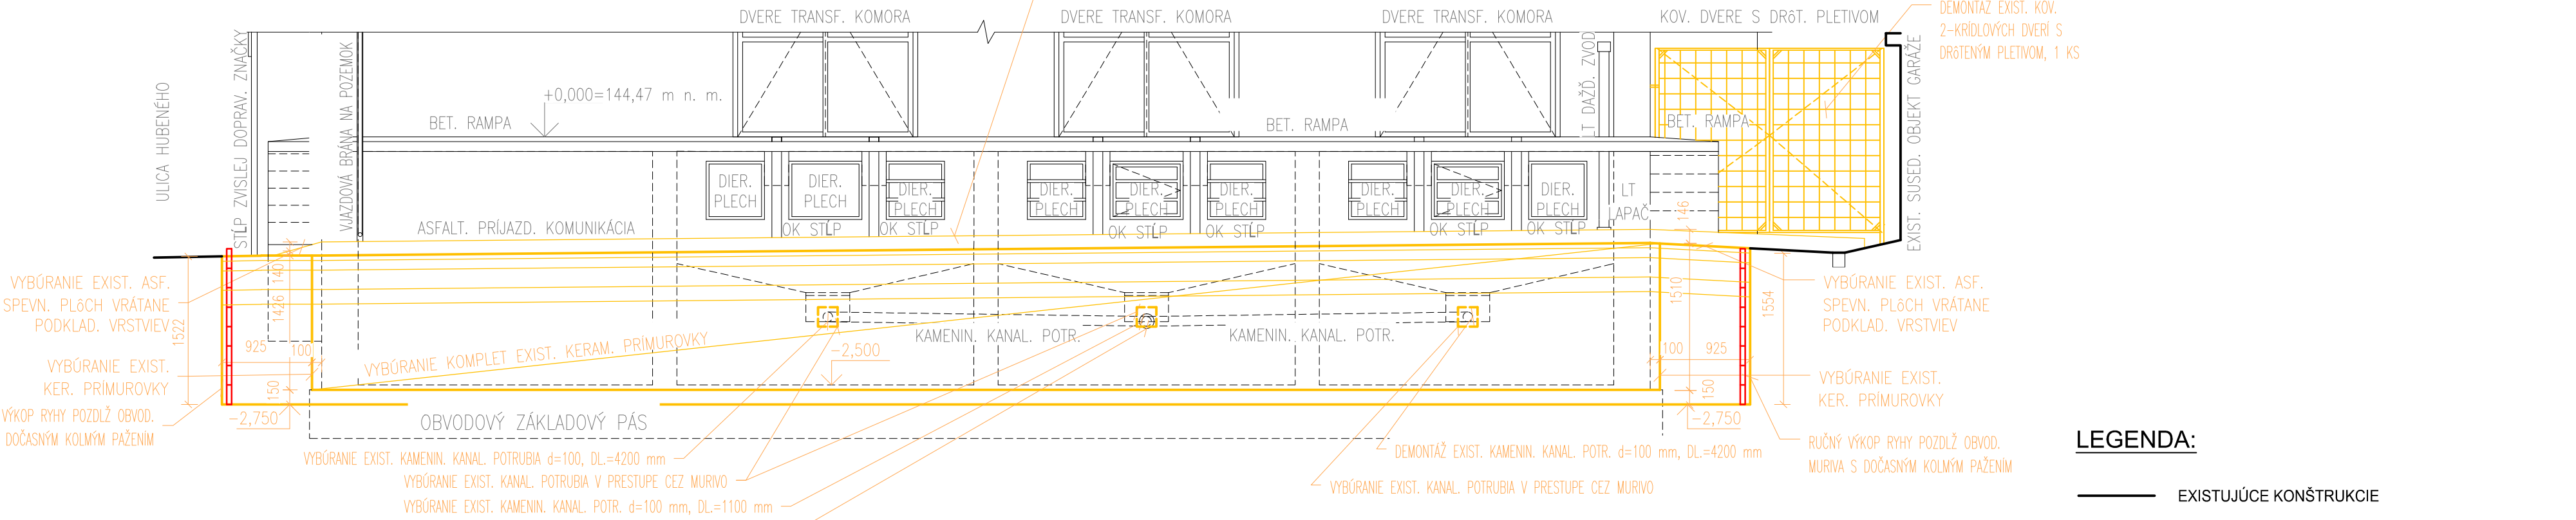 DVERE TRANSF. KOMORA
DVERE TRANSF. KOMORA
DVERE TRANSF. KOMORA
KOV. DVERE S DRôT. PLETIVOM
DEMONTÁŽ EXIST. KOV.
2-KRÍDLOVÝCH DVERÍ S
DRôTENÝM PLETIVOM, 1 KS
ULICA HUBENÉHO
STĹP ZVISLEJ DOPRAV. ZNAČKY
VJAZDOVÁ BRÁNA NA POZEMOK
+0,000=144,47 m n. m.
BET. RAMPA
BET. RAMPA
LT DAŽĎ. ZVOD
BET. RAMPA
EXIST. SUSED. OBJEKT GARÁŽE
DIER.
PLECH
DIER.
PLECH
DIER.
PLECH
DIER.
PLECH
DIER.
PLECH
DIER.
PLECH
DIER.
PLECH
DIER.
PLECH
DIER.
PLECH
LT
LAPAČ
ASFALT. PRÍJAZD. KOMUNIKÁCIA
OK STĹP
OK STĹP
OK STĹP
OK STĹP
OK STĹP
OK STĹP
146
VYBÚRANIE EXIST. ASF.
SPEVN. PLôCH VRÁTANE
PODKLAD. VRSTVIEV
1522
140
1426
925
100
150
VYBÚRANIE EXIST.
KER. PRÍMUROVKY
VÝKOP RYHY POZDĹŽ OBVOD.
DOČASNÝM KOLMÝM PAŽENÍM
-2,750
VYBÚRANIE KOMPLET EXIST. KERAM. PRÍMUROVKY
-2,500
KAMENIN. KANAL. POTR.
KAMENIN. KANAL. POTR.
OBVODOVÝ ZÁKLADOVÝ PÁS
1510
1554
100
925
150
-2,750
VYBÚRANIE EXIST. ASF.
SPEVN. PLôCH VRÁTANE
PODKLAD. VRSTVIEV
VYBÚRANIE EXIST.
KER. PRÍMUROVKY
RUČNÝ VÝKOP RYHY POZDĹŽ OBVOD.
MURIVA S DOČASNÝM KOLMÝM PAŽENÍM
VYBÚRANIE EXIST. KAMENIN. KANAL. POTRUBIA d=100, DL.=4200 mm
VYBÚRANIE EXIST. KANAL. POTRUBIA V PRESTUPE CEZ MURIVO
VYBÚRANIE EXIST. KAMENIN. KANAL. POTR. d=100 mm, DL.=1100 mm
DEMONTÁŽ EXIST. KAMENIN. KANAL. POTR. d=100 mm, DL.=4200 mm
VYBÚRANIE EXIST. KANAL. POTRUBIA V PRESTUPE CEZ MURIVO
LEGENDA:
EXISTUJÚCE KONŠTRUKCIE